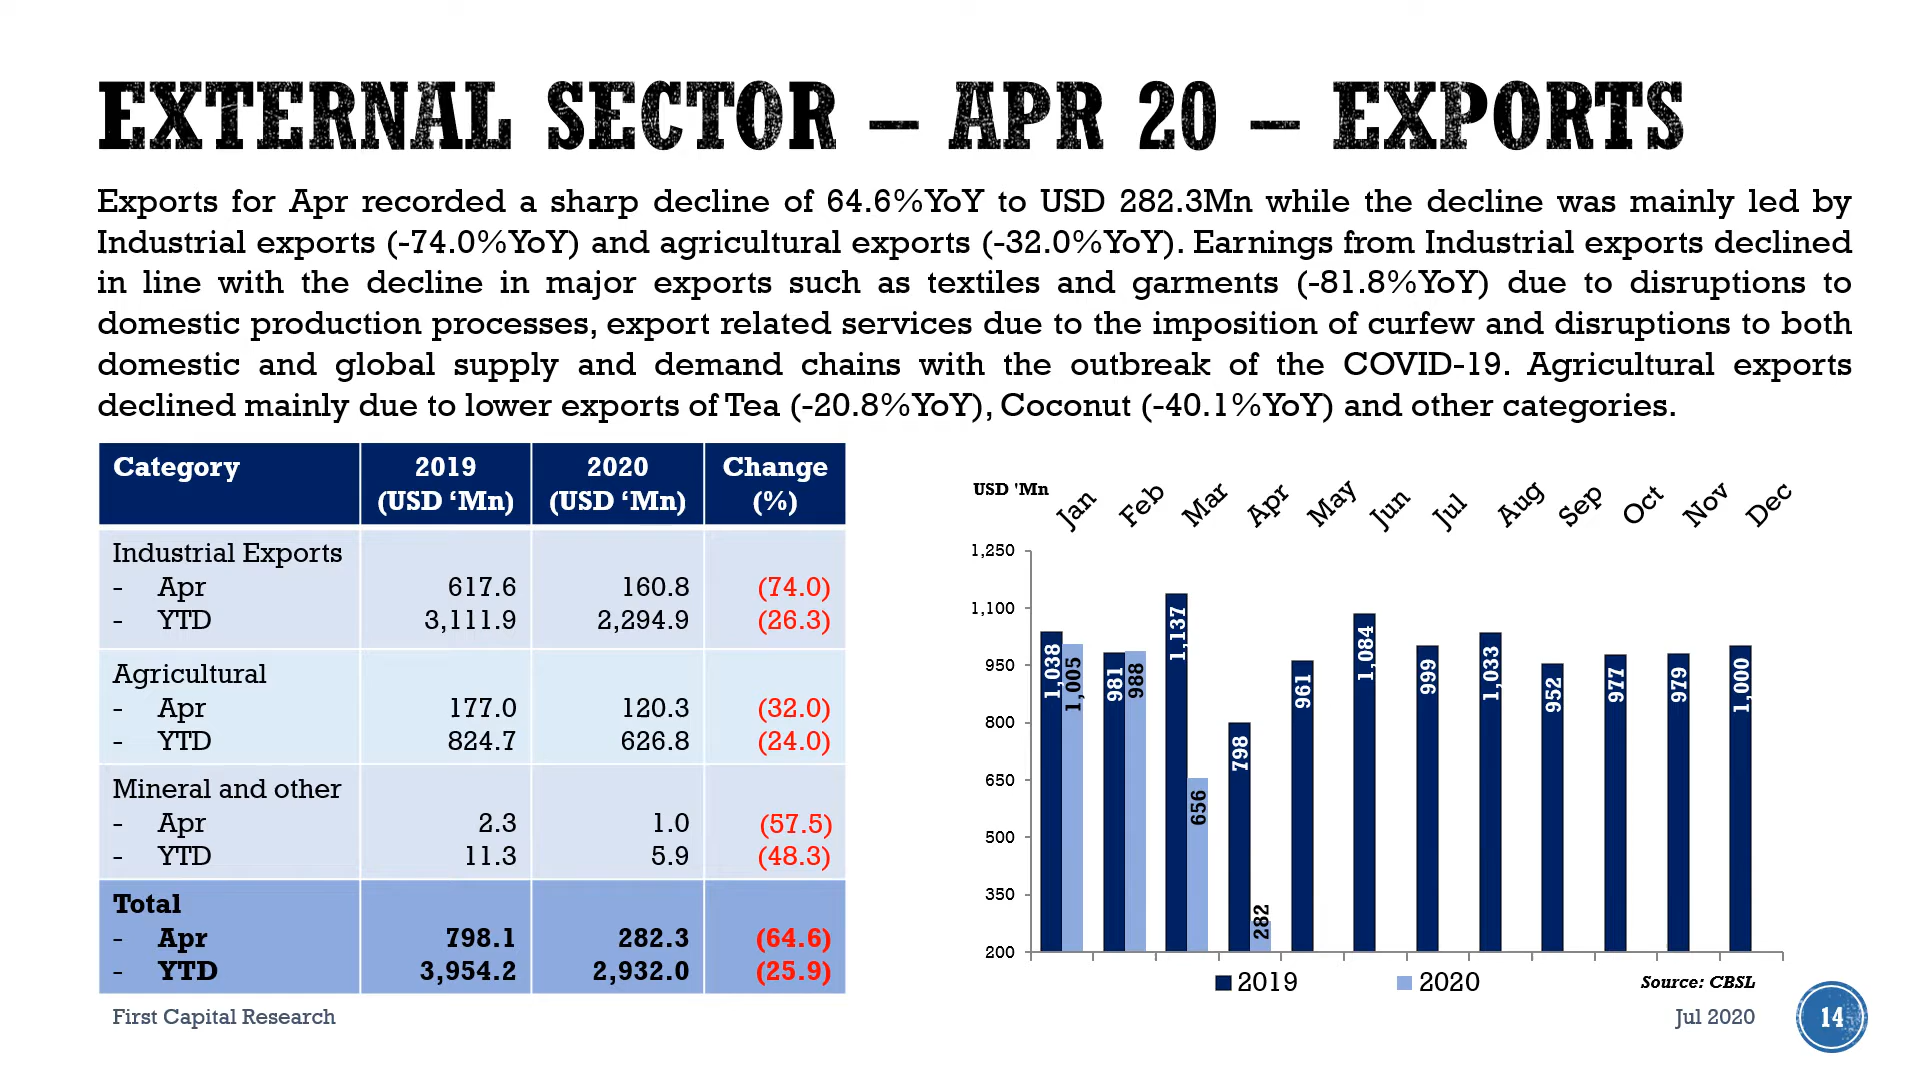 EXTERNAL SECTOR – APR 20 – EXPORTS
Exports for Apr recorded a sharp decline of 64.6%YoY to USD 282.3Mn while the decline was mainly led by
Industrial exports (-74.0%YoY) and agricultural exports (-32.0%YoY). Earnings from Industrial exports declined
in line with the decline in major exports such as textiles and garments (-81.8%YoY) due to disruptions to
domestic production processes, export related services due to the imposition of curfew and disruptions to both
domestic and global supply and demand chains with the outbreak of the COVID-19. Agricultural exports
declined mainly due to lower exports of Tea (-20.8%YoY), Coconut (-40.1%YoY) and other categories.
Category 2019 2020 Change
(USD ‘Mn) (USD ‘Mn) (%)
Industrial Exports
- Apr 617.6 160.8 (74.0)
- YTD 3,111.9 2,294.9 (26.3)
Agricultural
- Apr 177.0 120.3 (32.0)
- YTD 824.7 626.8 (24.0)
Mineral and other
- Apr 2.3 1.0 (57.5)
- YTD 11.3 5.9 (48.3)
Total
- Apr 798.1 282.3 (64.6)
- YTD 3,954.2 2,932.0 (25.9)
USD 'Mn
Jan Feb Mar Apr May Jun Jul Aug Sep Oct Nov Dec
1,250
1,100
950
800
650
500
350
200
1,038 1,005 981 988 1,137 656 798 282 961 1,084 999 1,033 952 977 979 1,000
2019 2020
Source: CBSL
First Capital Research
Jul 2020
14